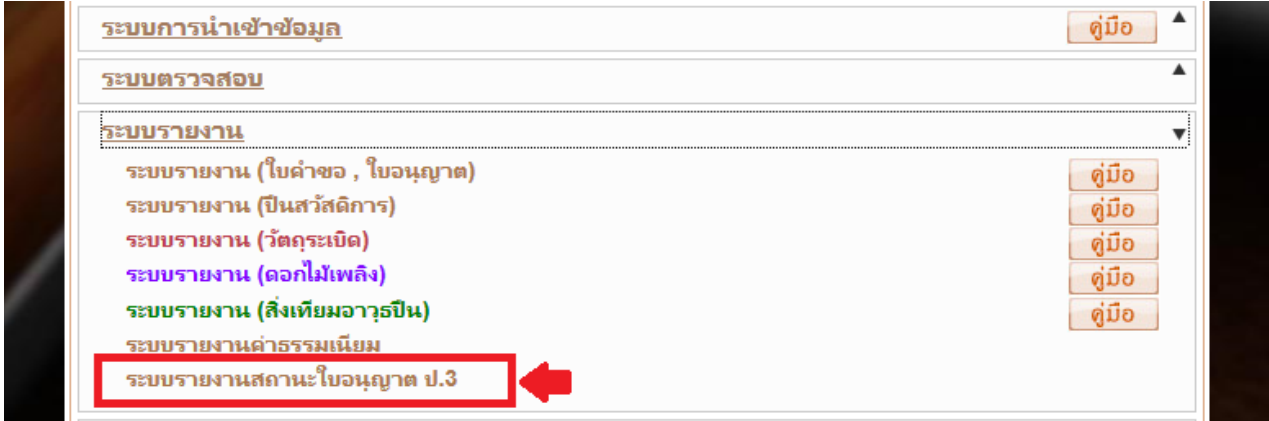 ระบบการนำเข้าข้อมูล คู่มือ ▲
ระบบตรวจสอบ ▲
ระบบรายงาน ▼
ระบบรายงาน (ใบคำขอ , ใบอนุญาต) คู่มือ
ระบบรายงาน (ปืนสวัสดิการ) คู่มือ
ระบบรายงาน (วัตถุระเบิด) คู่มือ
ระบบรายงาน (ดอกไม้เพลิง) คู่มือ
ระบบรายงาน (สิ่งเทียมอาวุธปืน) คู่มือ
ระบบรายงานค่าธรรมเนียม
ระบบรายงานสถานะใบอนุญาต ป.3